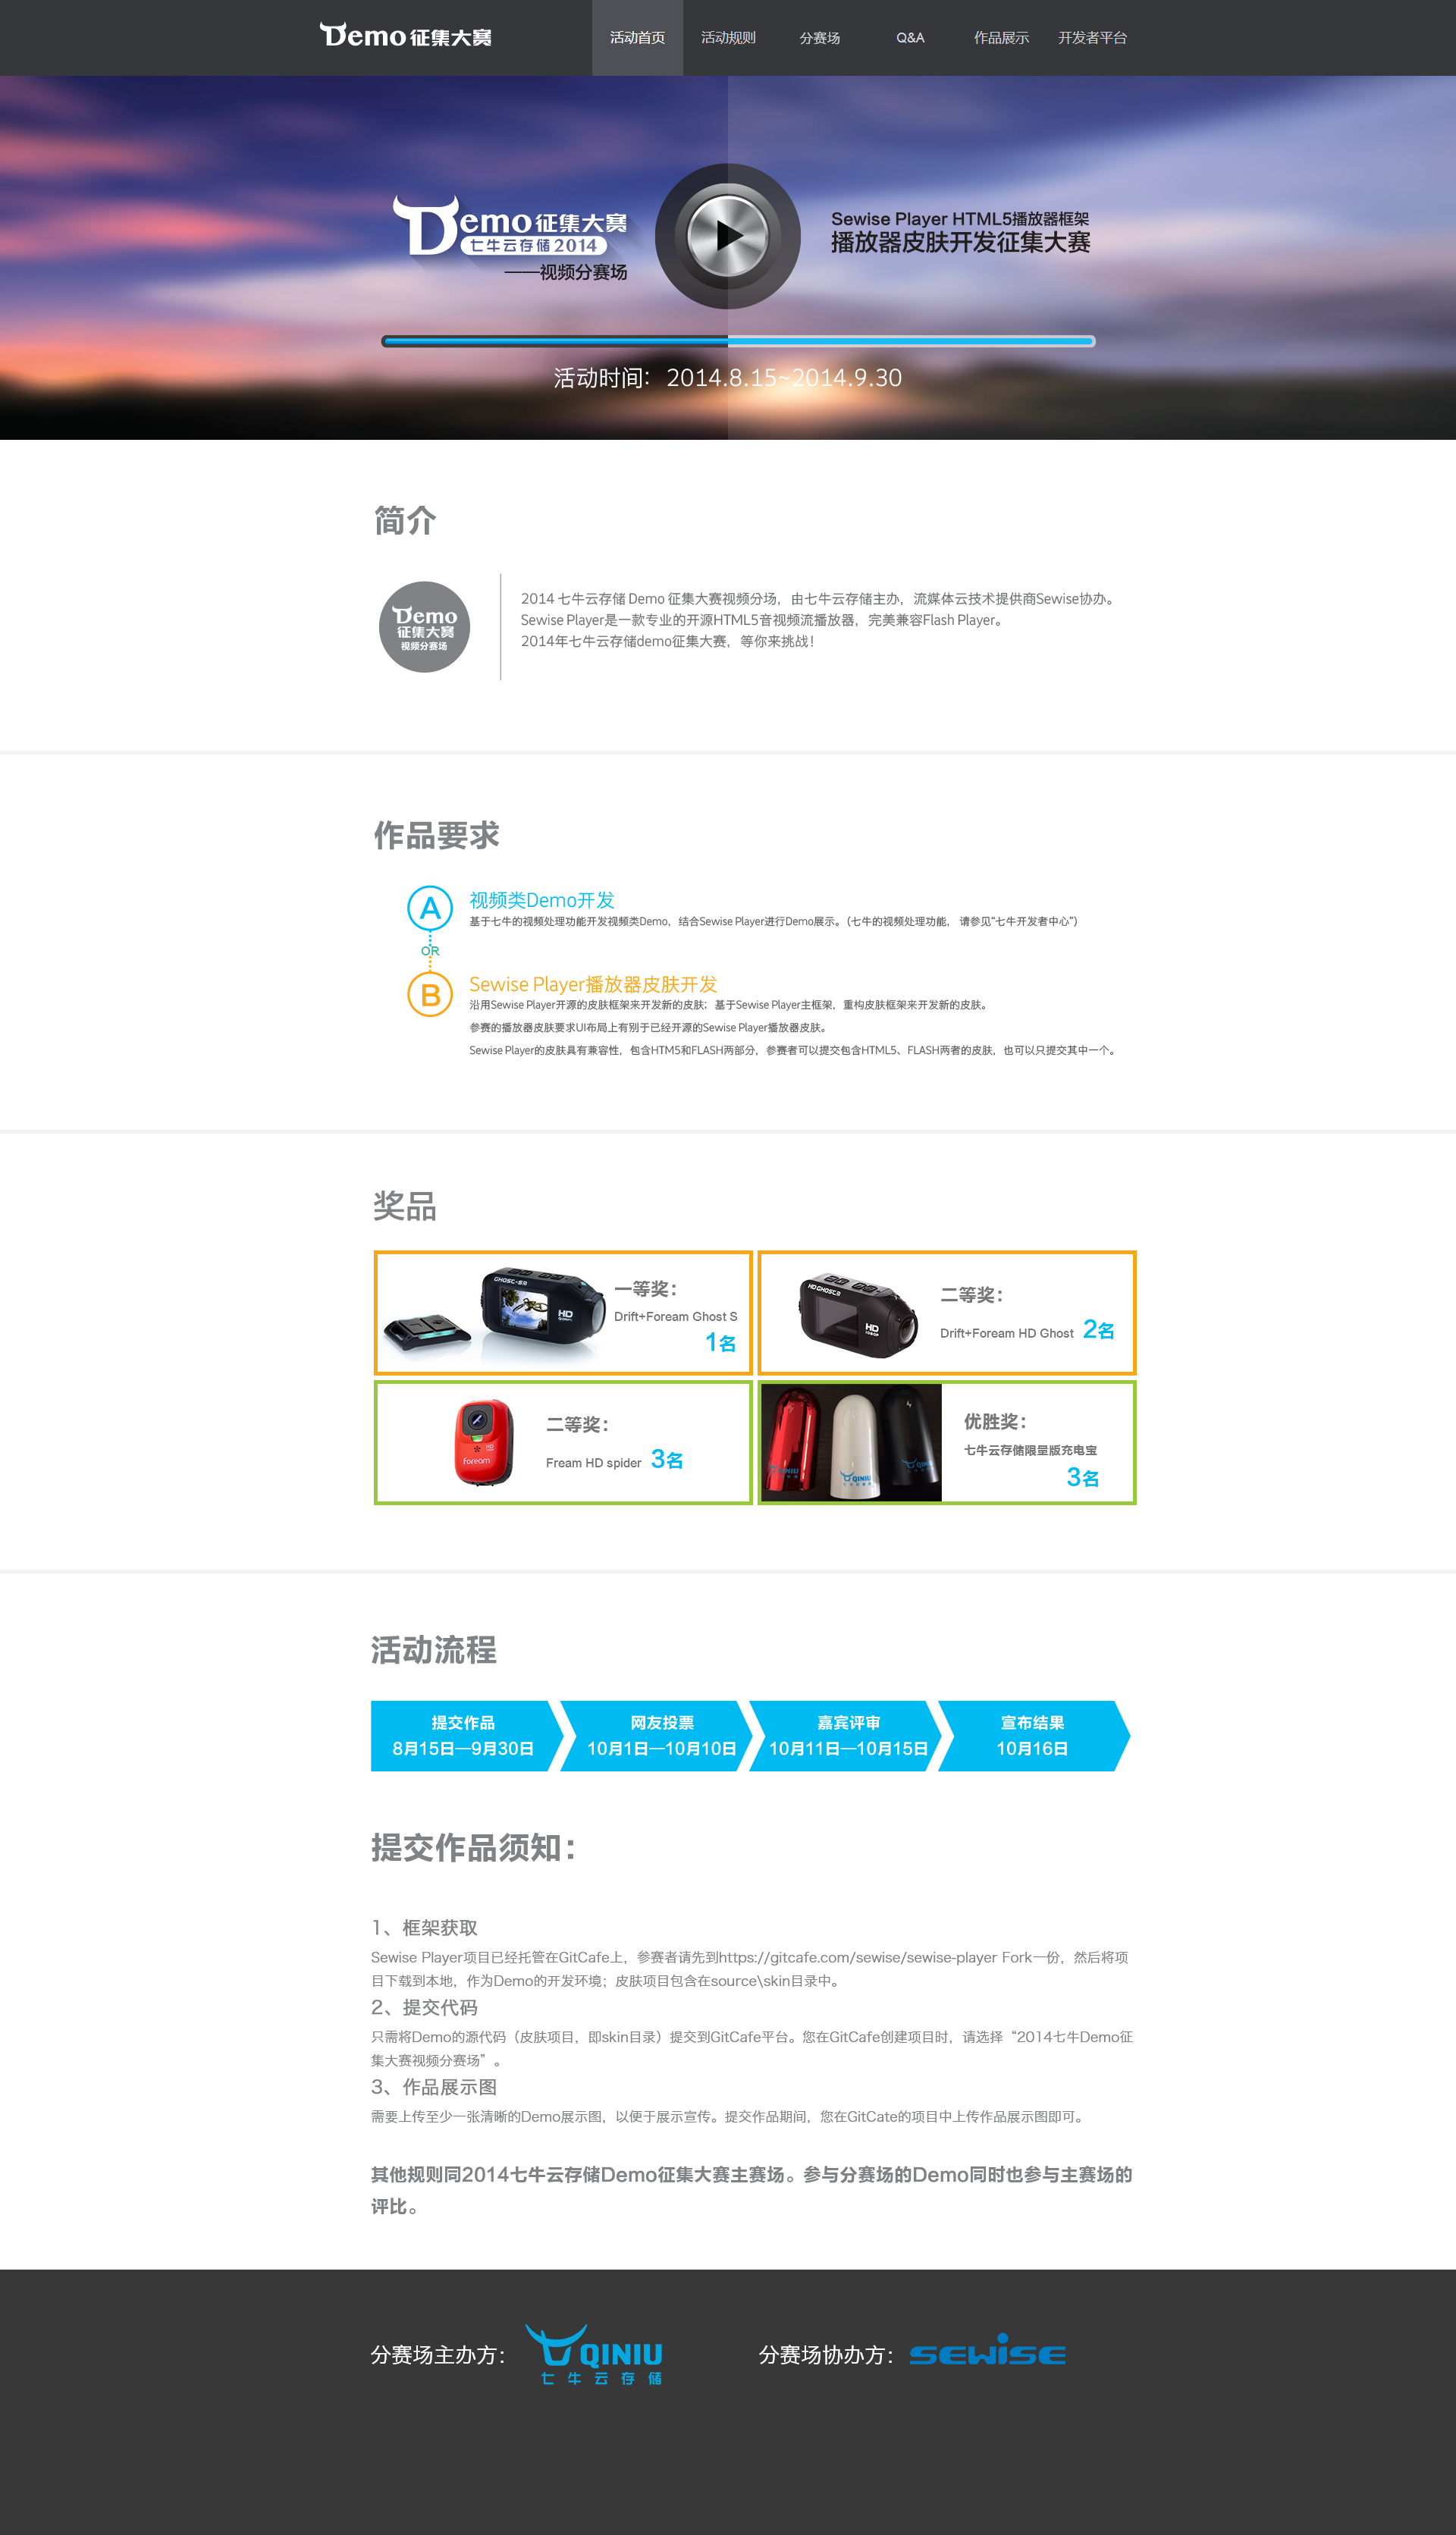 Demo 征集大赛
活动首页 活动规则 分赛场 Q&A 作品展示 开发者平台
Demo 征集大赛
七牛云存储 2014
——视频分赛场
Sewise Player HTML5播放器框架
播放器皮肤开发征集大赛
活动时间：2014.8.15~2014.9.30
简介
Demo
征集大赛
视频分赛场
2014 七牛云存储 Demo 征集大赛视频分场，由七牛云存储主办，流媒体云技术提供商Sewise协办。
Sewise Player是一款专业的开源HTML5音视频流播放器，完美兼容Flash Player。
2014年七牛云存储demo征集大赛，等你来挑战！
作品要求
A
视频类Demo开发
基于七牛的视频处理功能开发视频类Demo，结合Sewise Player进行Demo展示。（七牛的视频处理功能， 请参见“七牛开发者中心”）
OR
B
Sewise Player播放器皮肤开发
沿用Sewise Player开源的皮肤框架来开发新的皮肤；基于Sewise Player主框架，重构皮肤框架来开发新的皮肤。
参赛的播放器皮肤要求UI布局上有别于已经开源的Sewise Player播放器皮肤。
Sewise Player的皮肤具有兼容性，包含HTM5和FLASH两部分，参赛者可以提交包含HTML5、FLASH两者的皮肤，也可以只提交其中一个。
奖品
GHOST-S
HD
一等奖：
Drift+Foream Ghost S
1名
HD GHOST
HD
1080P
二等奖：
Drift+Foream HD Ghost 2名
HD
foream
二等奖：
Fream HD spider 3名
QINIU
七牛云存储
优胜奖：
七牛云存储限量版充电宝
3名
活动流程
提交作品
8月15日—9月30日
网友投票
10月1日—10月10日
嘉宾评审
10月11日—10月15日
宣布结果
10月16日
提交作品须知：
1、框架获取
Sewise Player项目已经托管在GitCafe上，参赛者请先到https://gitcafe.com/sewise/sewise-player Fork一份，然后将项
目下载到本地，作为Demo的开发环境；皮肤项目包含在source\skin目录中。
2、提交代码
只需将Demo的源代码（皮肤项目，即skin目录）提交到GitCafe平台。您在GitCafe创建项目时，请选择“2014七牛Demo征
集大赛视频分赛场”。
3、作品展示图
需要上传至少一张清晰的Demo展示图，以便于展示宣传。提交作品期间，您在GitCate的项目中上传作品展示图即可。
其他规则同2014七牛云存储Demo征集大赛主赛场。参与分赛场的Demo同时也参与主赛场的
评比。
分赛场主办方：
QINIU
七牛云存储
分赛场协办方：
SEWISE